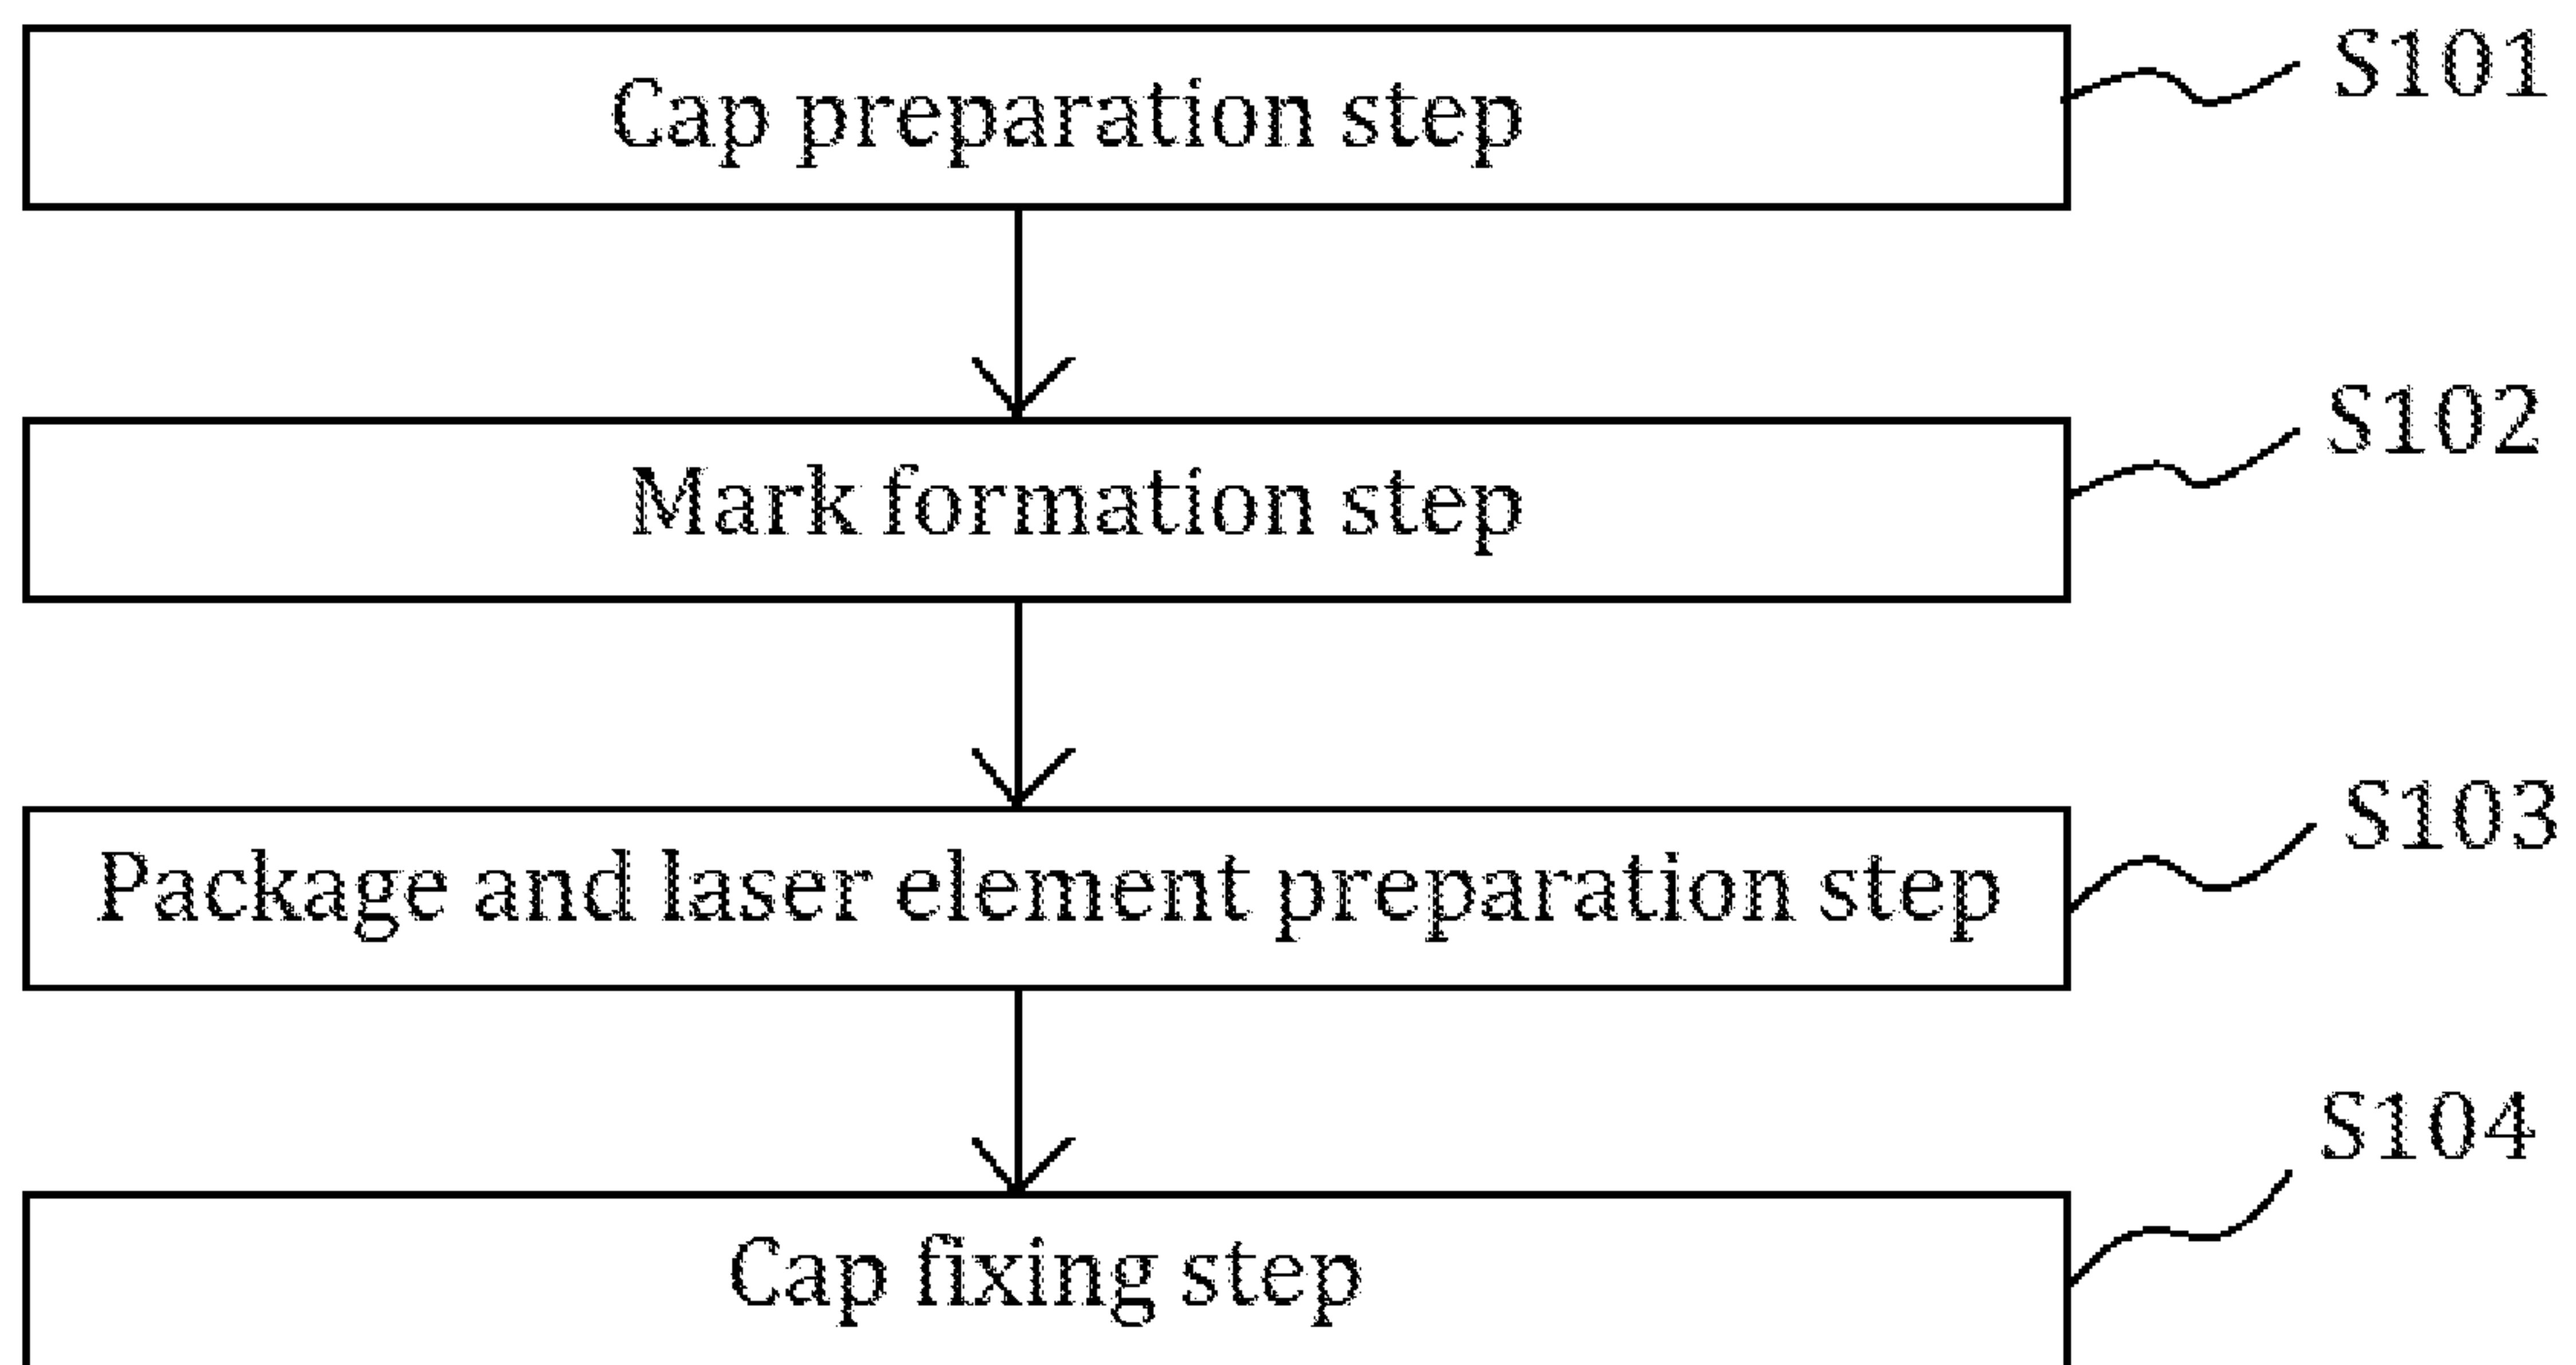 Cap preparation step
S101
Mark formation step
S102
Package and laser element preparation step
S103
Cap fixing step
S104